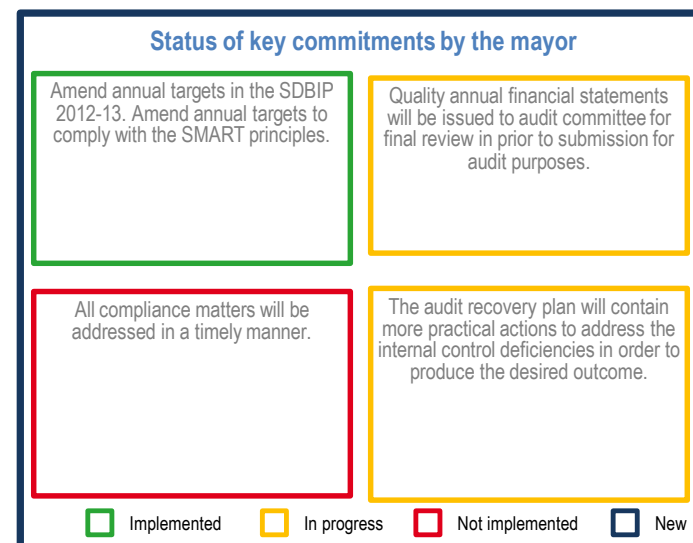 Status of key commitments by the mayor
Amend annual targets in the SDBIP
2012-13. Amend annual targets to
comply with the SMART principles.
Quality annual financial statements
will be issued to audit committee for
final review in prior to submission for
audit purposes.
All compliance matters will be
addressed in a timely manner.
The audit recovery plan will contain
more practical actions to address the
internal control deficiencies in order to
produce the desired outcome.
Implemented
In progress
Not implemented
New